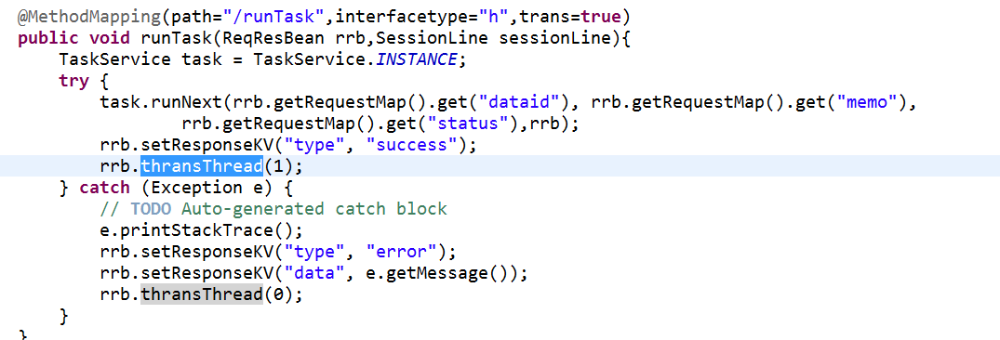 @MethodMapping(path="/runTask",interfacetype="h",trans=true)
public void runTask(ReqResBean rrb,SessionLine sessionLine){
TaskService task = TaskService.INSTANCE;
try {
task.runNext(rrb.getRequestMap().get("dataid"), rrb.getRequestMap().get("memo"),
rrb.getRequestMap().get("status"),rrb);
rrb.setResponseKV("type", "success");
rrb.thransThread(1);
} catch (Exception e) {
// TODO Auto-generated catch block
e.printStackTrace();
rrb.setResponseKV("type", "error");
rrb.setResponseKV("data", e.getMessage());
rrb.thransThread(0);
}
}